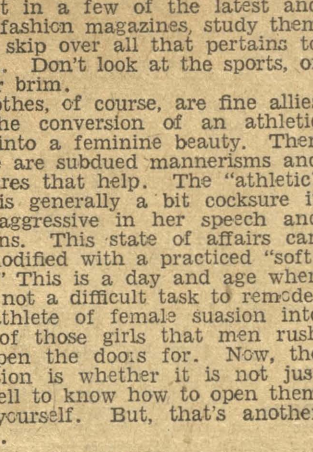 t in a few of the latest and
fashion magazines, study them
skip over all that pertains to
. Don't look at the sports, o
r brim.
othes, of course, are fine allie
he conversion of an athleti
into a feminine beauty. The
e are subdued mannerisms and
res that help. The "athletic"
is generally a bit cocksure i
aggressive in her speech and
ns. This state of affairs can
odified with a practiced "soft
" This is a day and age when
not a difficult task to remode
athlete of female suasion into
of those girls that men rush
pen the doors for. Now, the
ion is whether it is not jus
ell to know how to open them
yourself. But, that's another
.